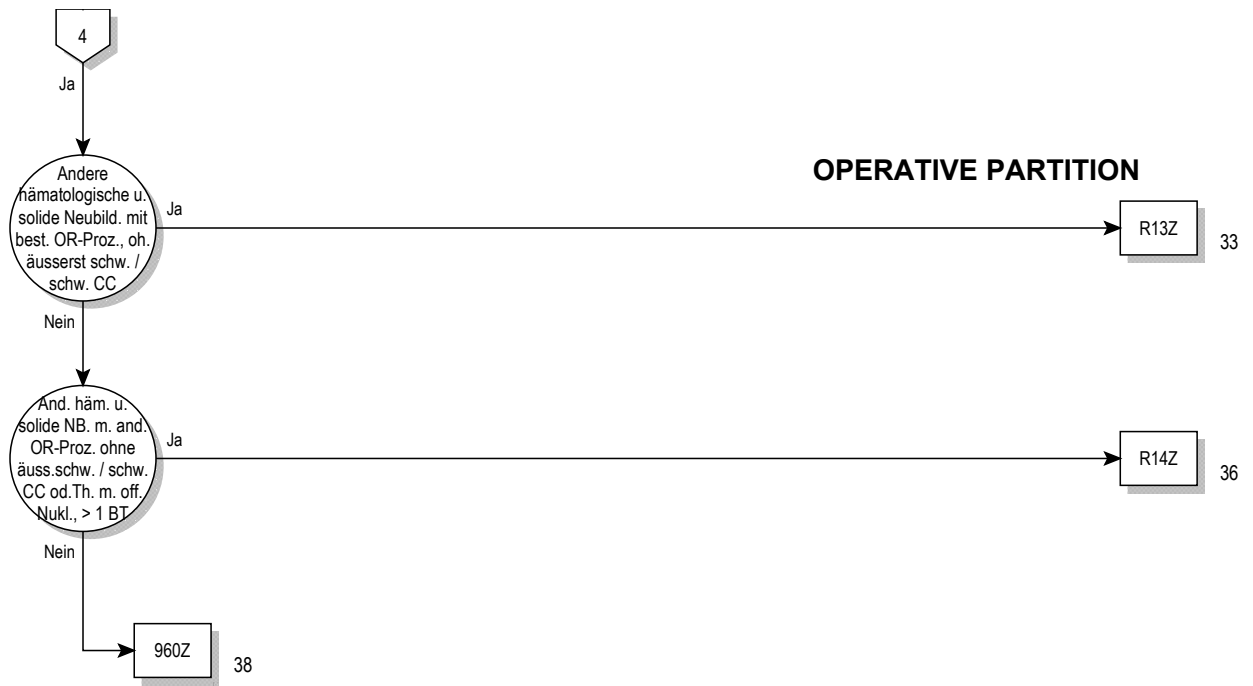 4
Ja
OPERATIVE PARTITION
Andere
hämatologische u.
solide Neubild. mit
best. OR-Proz., oh.
äusserst schw. /
schw. CC
Ja
R13Z
33
Nein
And. häm. u.
solide NB. m. and.
OR-Proz. ohne
äuss.schw. / schw.
CC od.Th. m. off.
Nukl., > 1 BT
Ja
R14Z
36
Nein
960Z
38